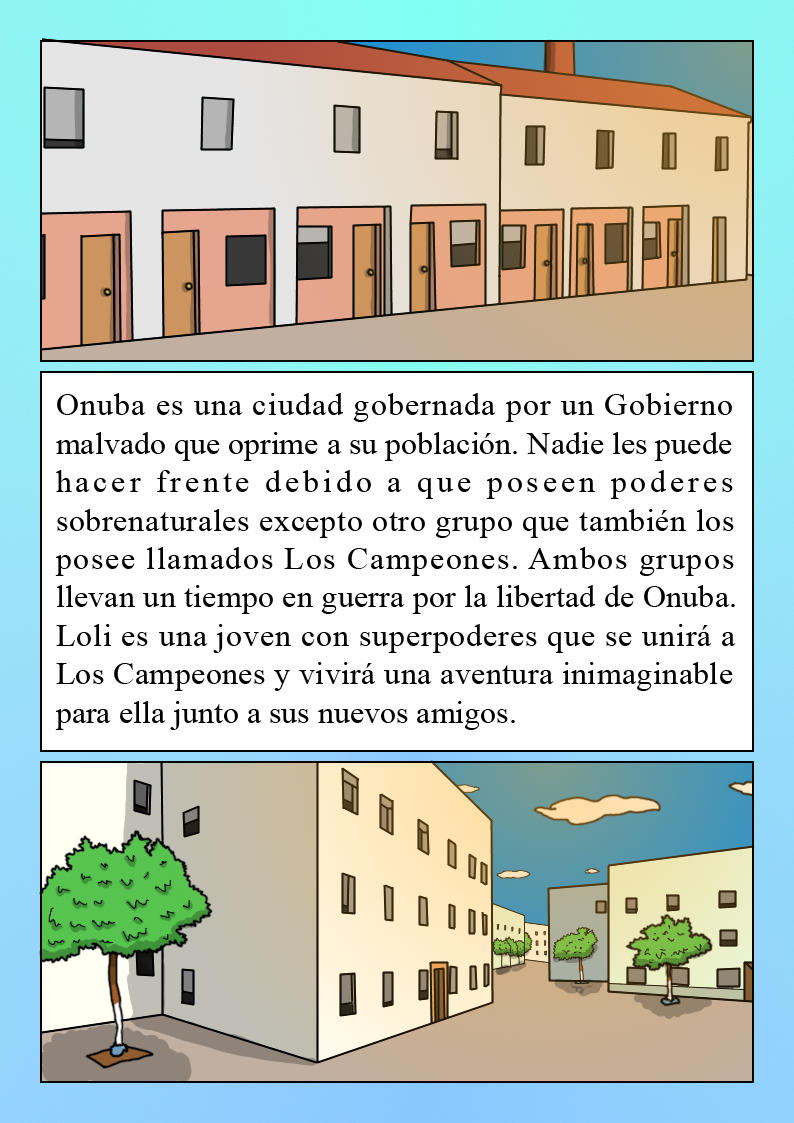 Onuba es una ciudad gobernada por un Gobierno
malvado que oprime a su población. Nadie les puede
hacer frente debido a que poseen poderes
sobrenaturales excepto otro grupo que también los
posee llamados Los Campeones. Ambos grupos
llevan un tiempo en guerra por la libertad de Onuba.
Loli es una joven con superpoderes que se unirá a
Los Campeones y vivirá una aventura inimaginable
para ella junto a sus nuevos amigos.